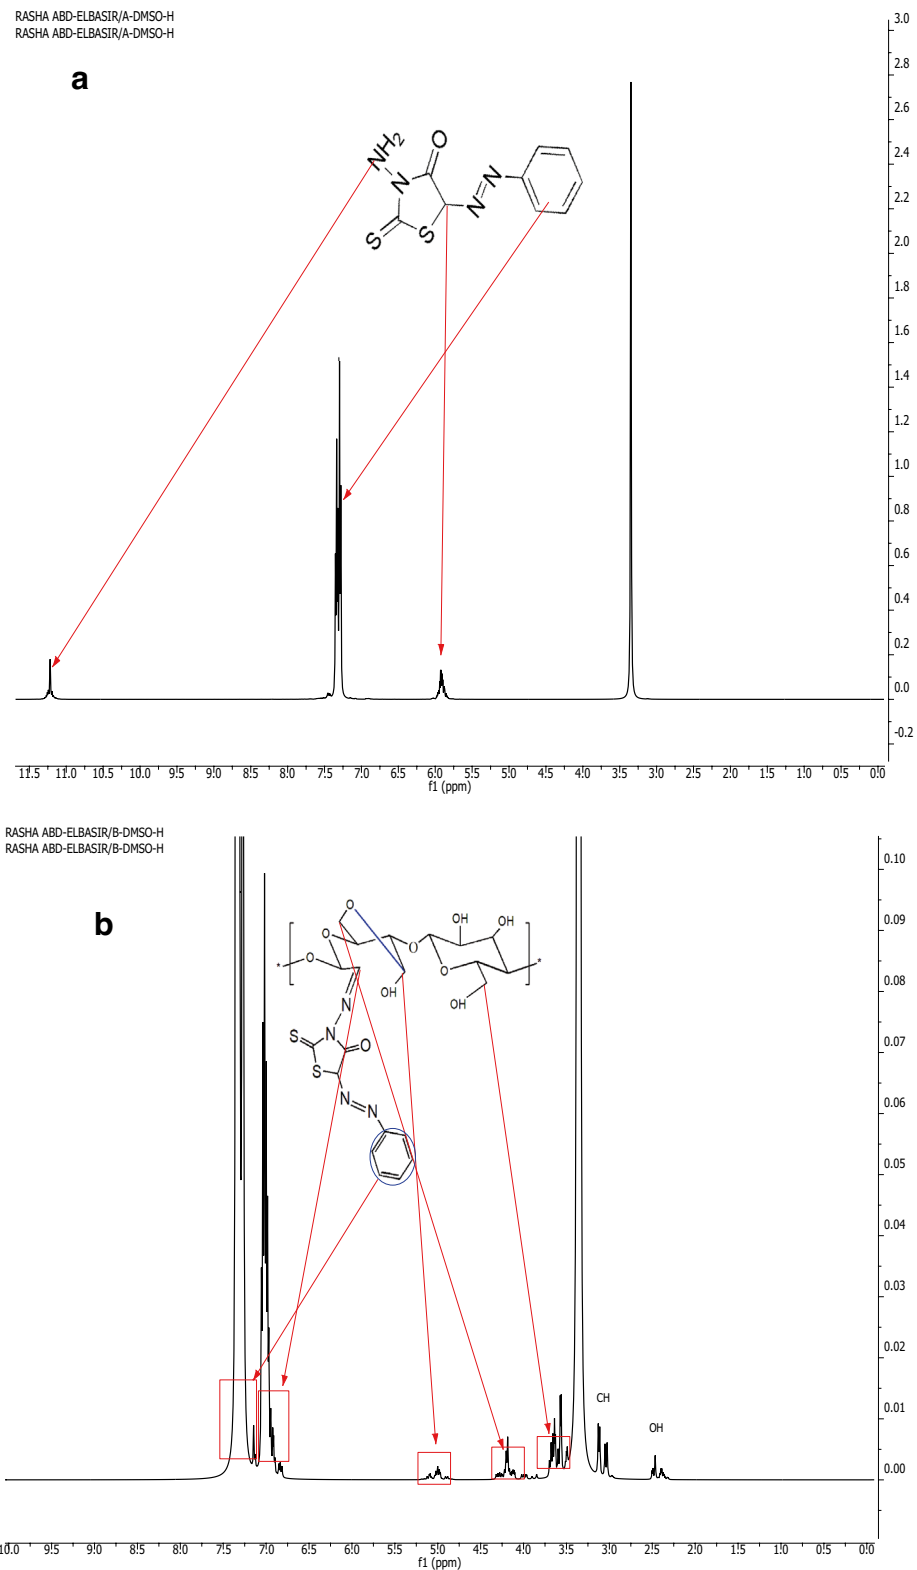 RASHA ABD-ELBASIR/A-DMSO-H
RASHA ABD-ELBASIR/A-DMSO-H
a
NH2
O
N
N
N
S
S
3.0
2.8
2.6
2.4
2.2
2.0
1.8
1.6
1.4
1.2
1.0
0.8
0.6
0.4
0.2
0.0
-0.2
11.5 11.0 10.5 10.0 9.5 9.0 8.5 8.0 7.5 7.0 6.5 6.0 5.5 5.0 4.5 4.0 3.5 3.0 2.5 2.0 1.5 1.0 0.5 0.0
f1 (ppm)
RASHA ABD-ELBASIR/B-DMSO-H
RASHA ABD-ELBASIR/B-DMSO-H
b
O
OH
OH
O
O
O
O
* *
OH
OH
N
N
S
O
S
N
N
CH
OH
0.10
0.09
0.08
0.07
0.06
0.05
0.04
0.03
0.02
0.01
0.00
10.0 9.5 9.0 8.5 8.0 7.5 7.0 6.5 6.0 5.5 5.0 4.5 4.0 3.5 3.0 2.5 2.0 1.5 1.0 0.5 0.0
f1 (ppm)